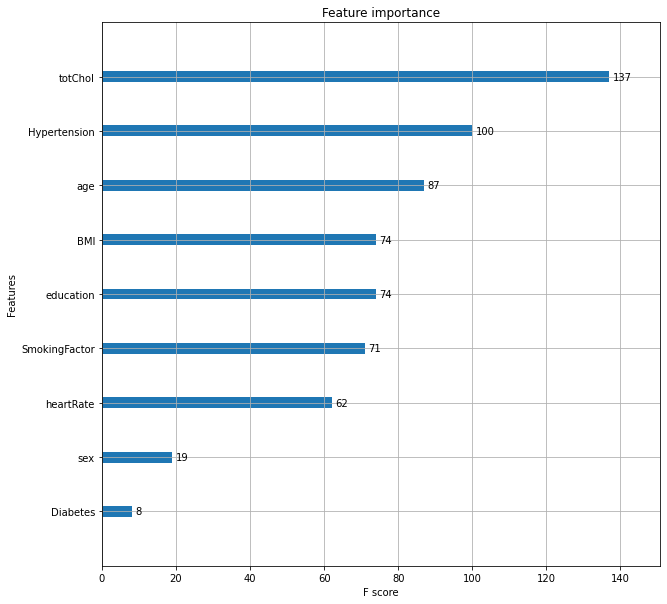 Feature importance
totChol 137
Hypertension 100
age 87
BMI 74
education 74
SmokingFactor 71
heartRate 62
sex 19
Diabetes 8
Features
0 20 40 60 80 100 120 140
F score